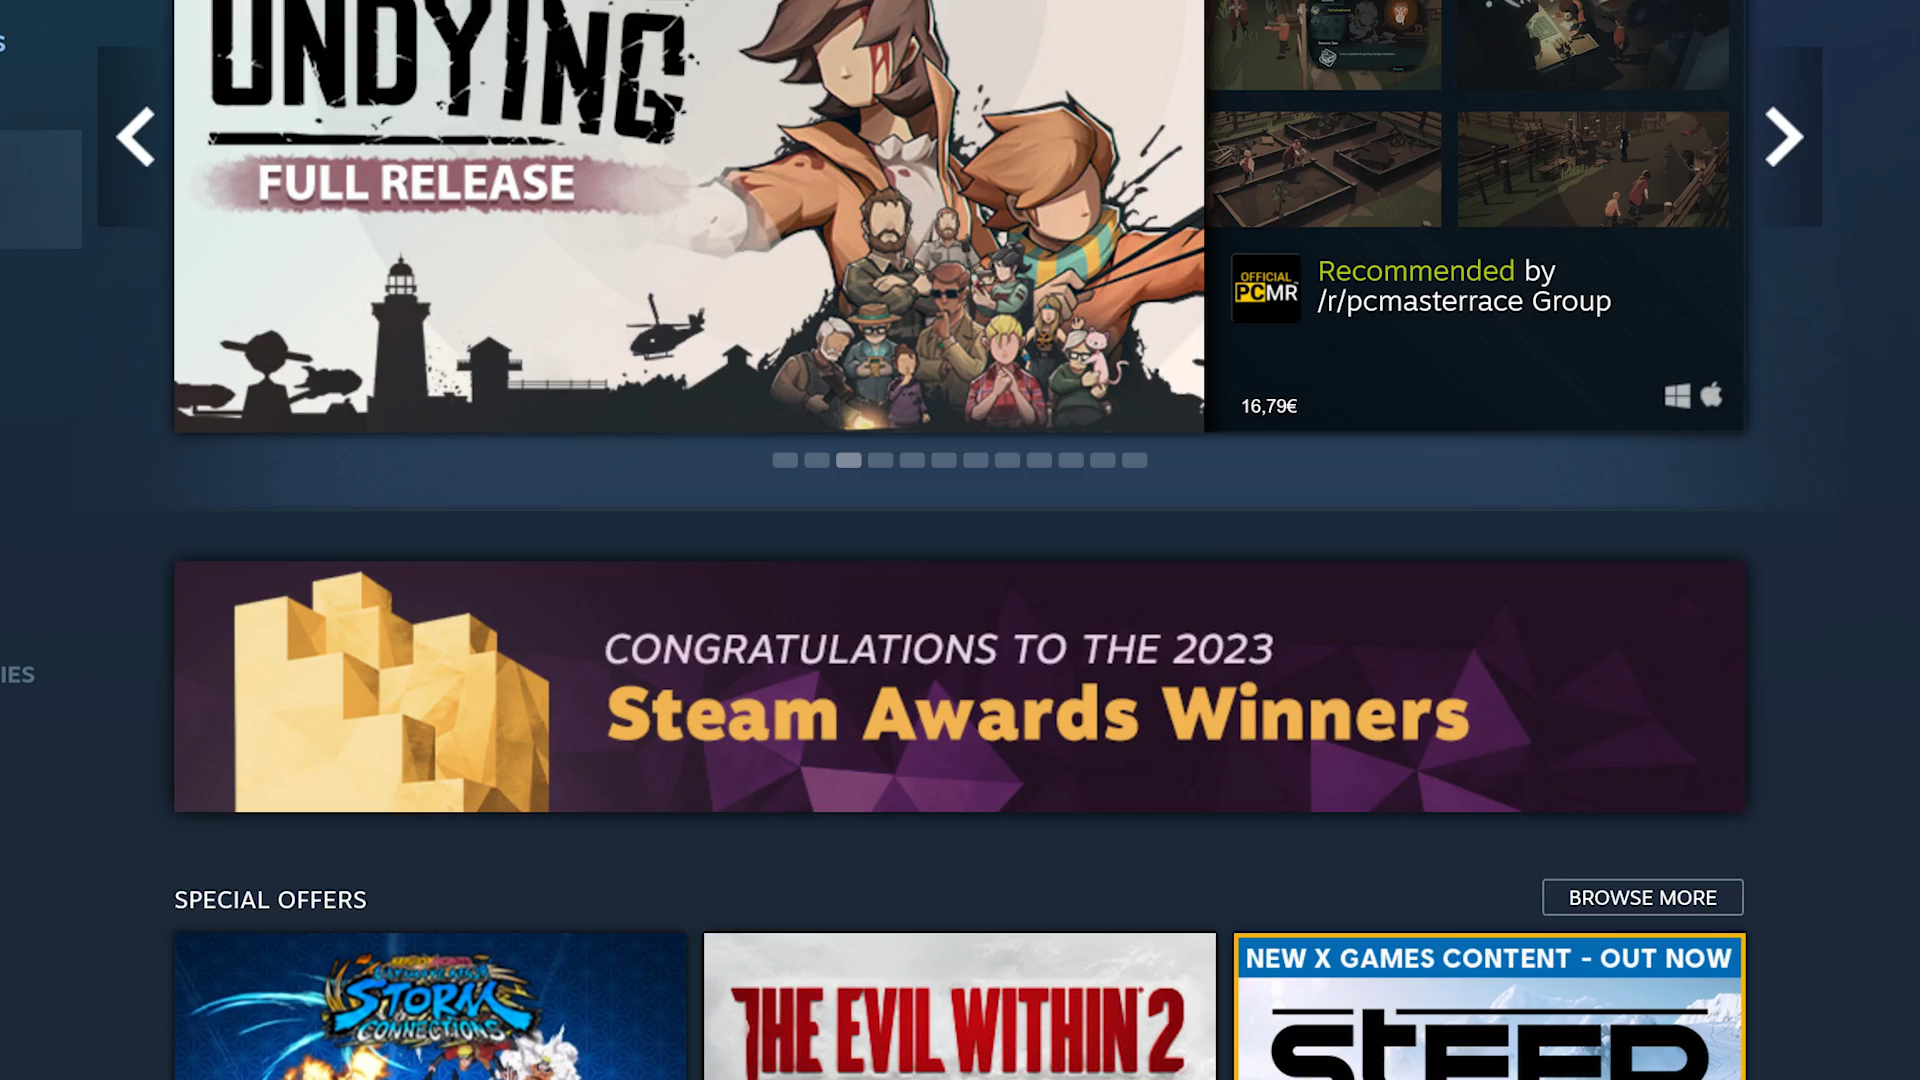 S
UNDYING
FULL RELEASE
OFFICIAL
PCMR
Recommended by
/r/pcmasterrace Group
16,79€
CONGRATULATIONS TO THE 2023
Steam Awards Winners
IES
SPECIAL OFFERS
BROWSE MORE
STORM
CONNECTIONS
THE EVIL WITHIN 2
NEW X GAMES CONTENT - OUT NOW
STEEP